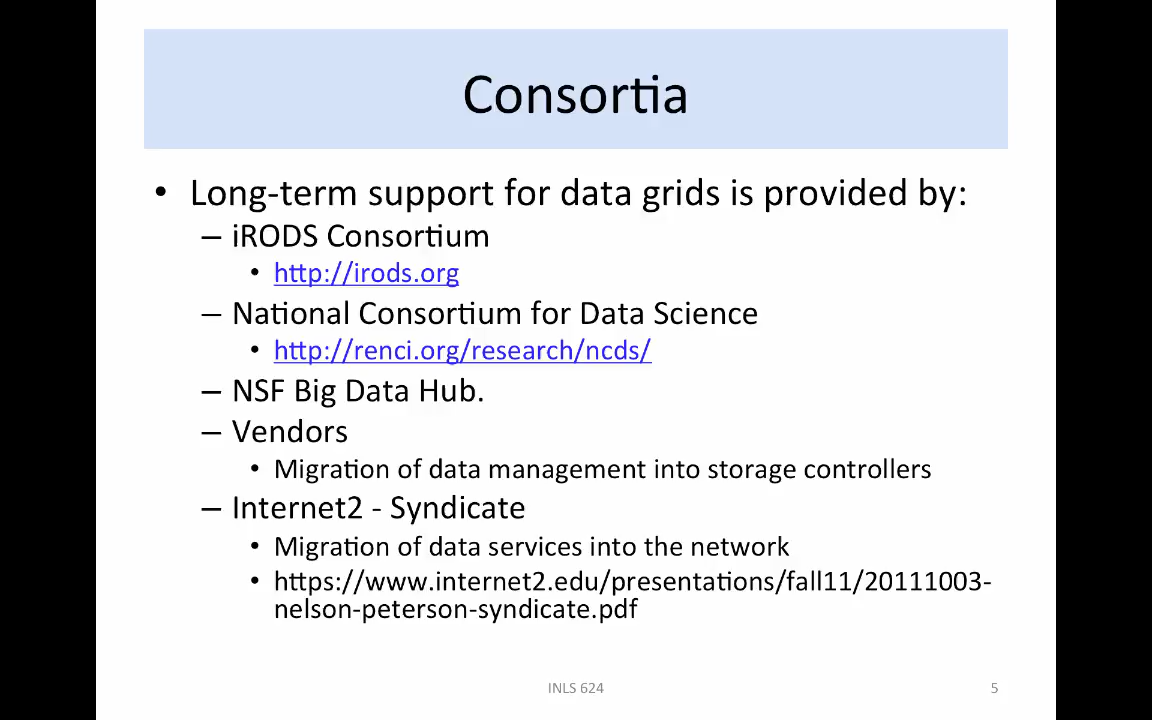 Consortia
• Long-term support for data grids is provided by:
– iRODS Consortium
• http://irods.org
– National Consortium for Data Science
• http://renci.org/research/ncds/
– NSF Big Data Hub.
– Vendors
• Migration of data management into storage controllers
– Internet2 - Syndicate
• Migration of data services into the network
• https://www.internet2.edu/presentations/fall11/20111003-
nelson-peterson-syndicate.pdf
INLS 624
5